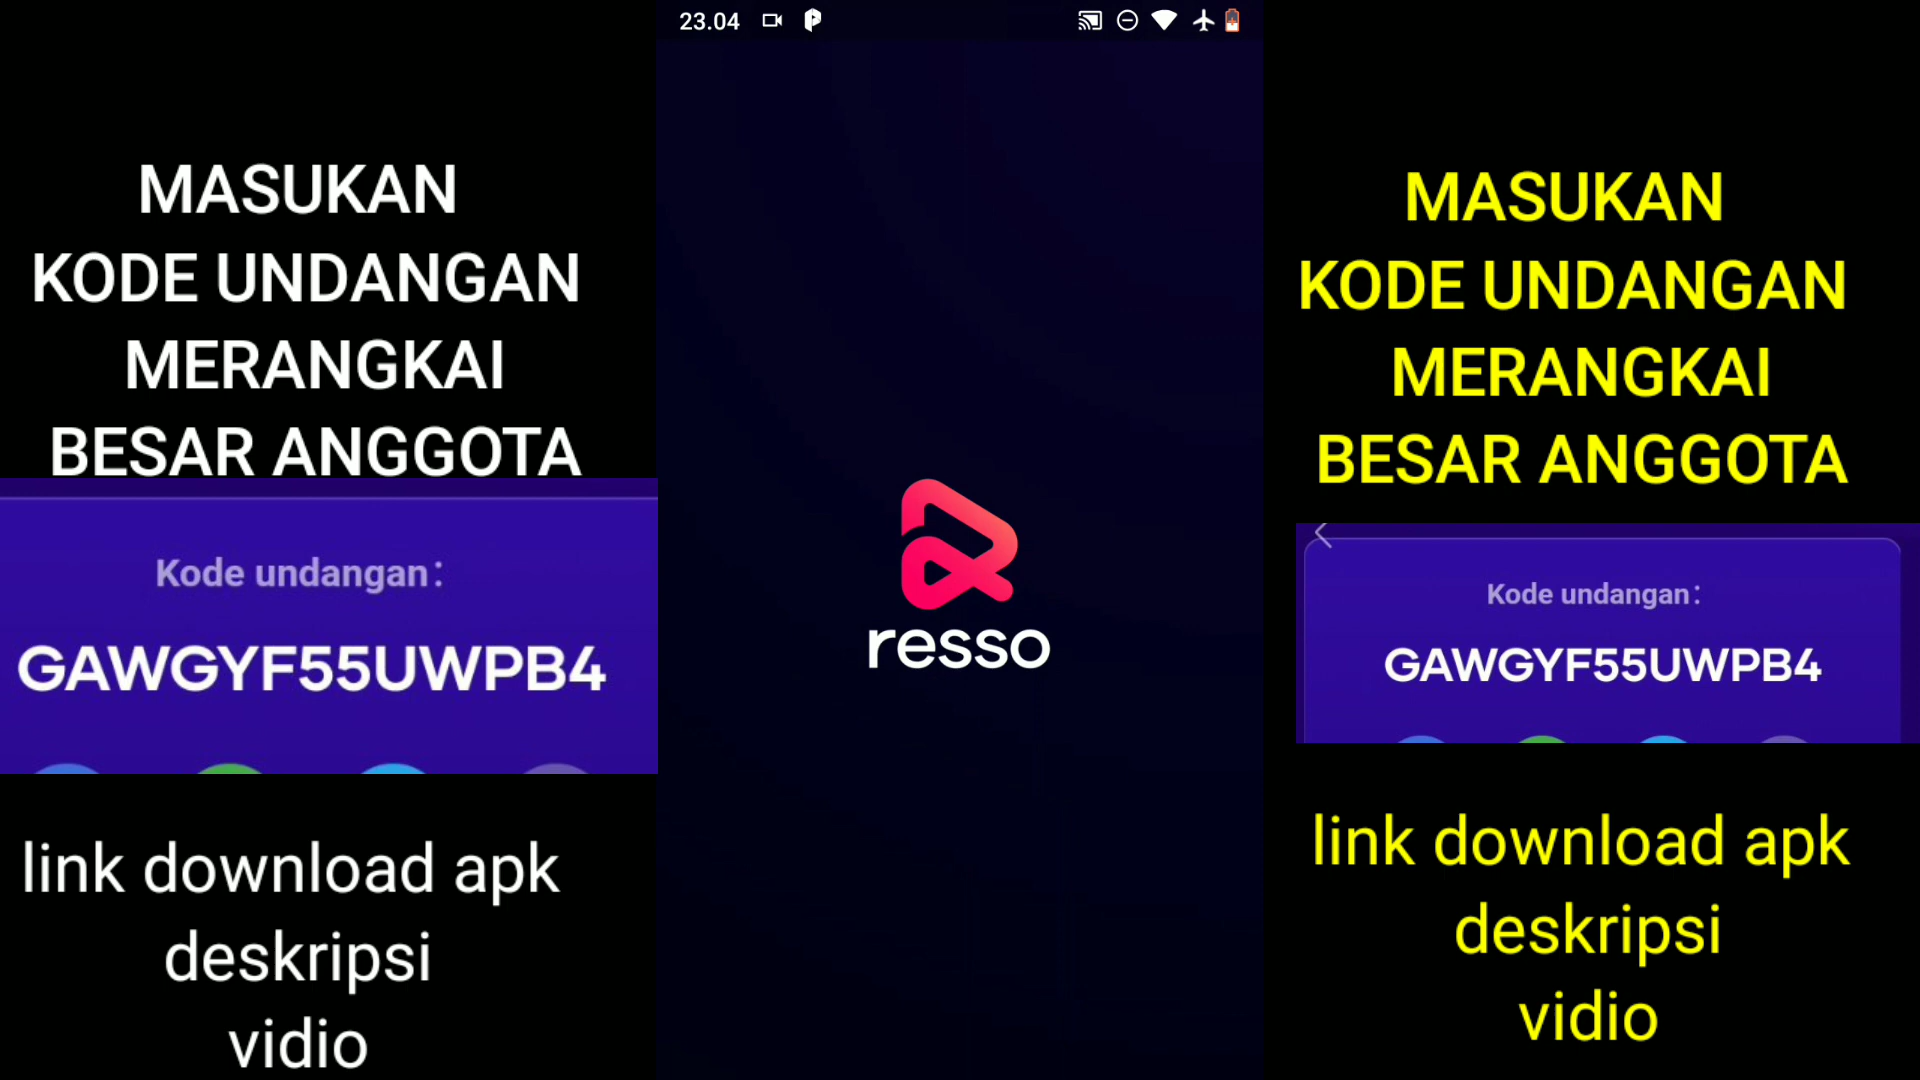 MASUKAN
KODE UNDANGAN
MERANGKAI
BESAR ANGGOTA
Kode undangan:
GAWGYF55UWPB4
link download apk
deskripsi
vidio
23.04
resso
MASUKAN
KODE UNDANGAN
MERANGKAI
BESAR ANGGOTA
Kode undangan:
GAWGYF55UWPB4
link download apk
deskripsi
vidio